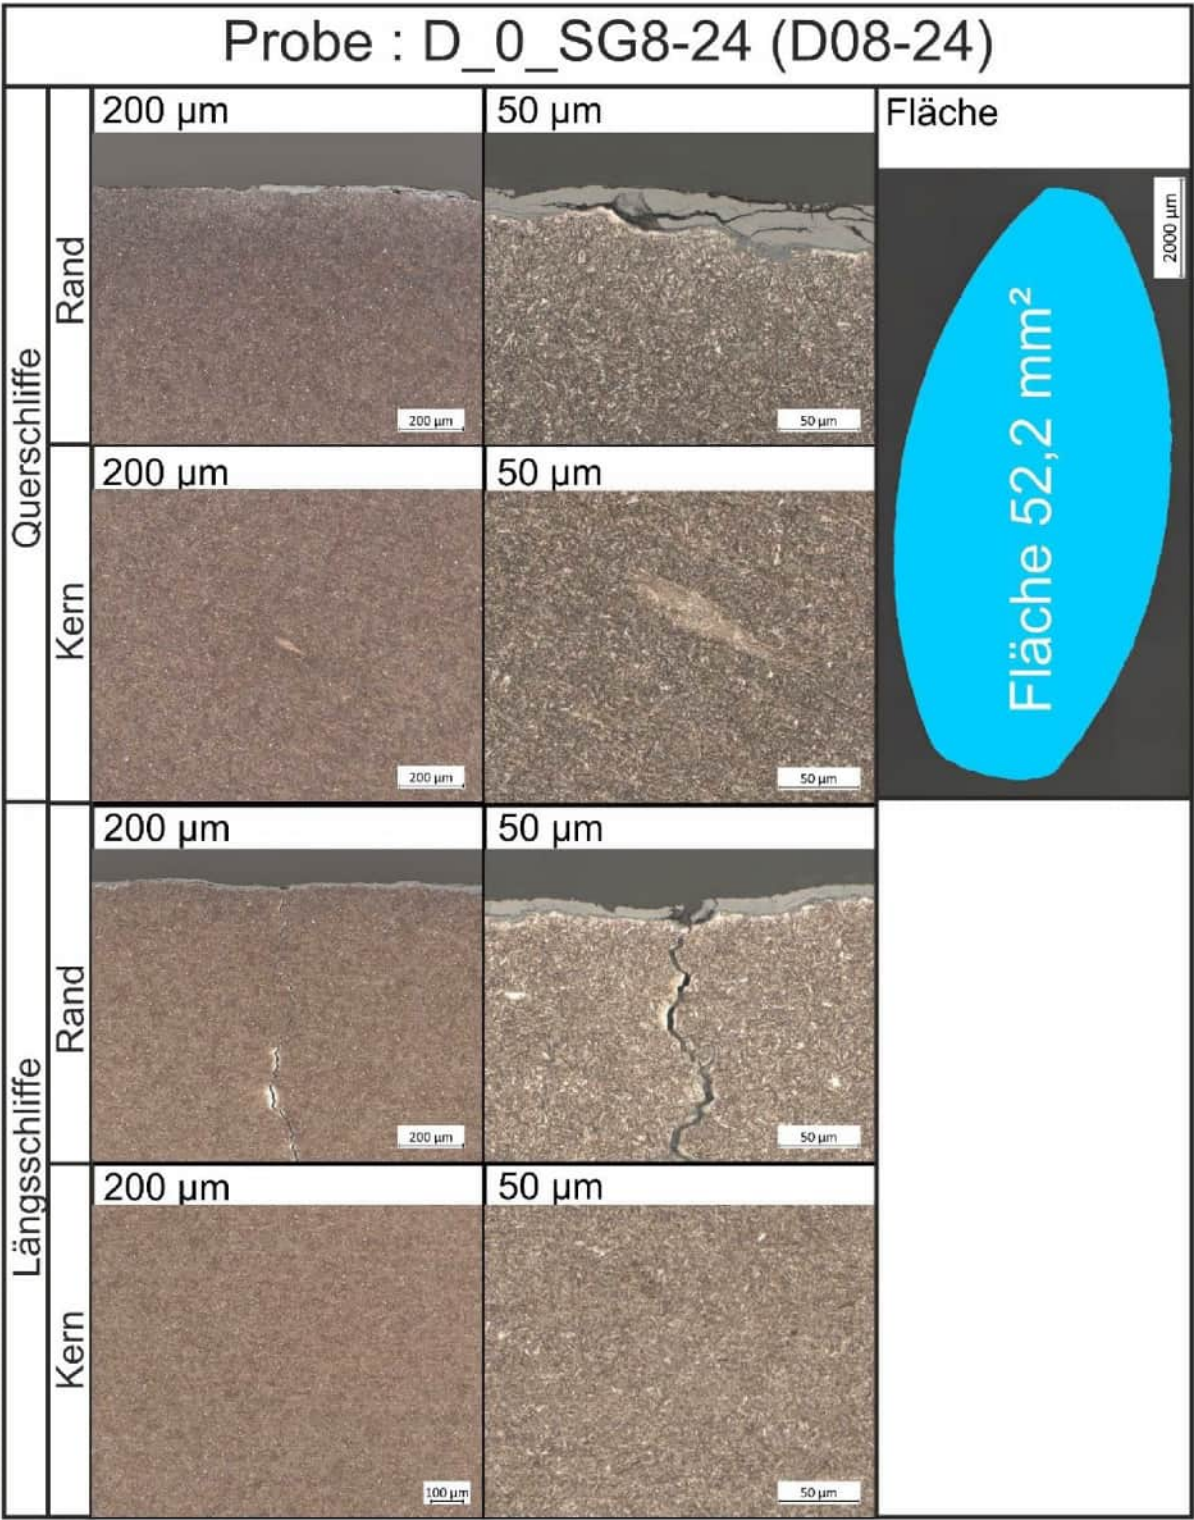 Probe : D_0_SG8-24 (D08-24)
Querschliffe
Rand
200 µm
200 µm
50 µm
50 µm
Fläche
2000 µm
Fläche 52,2 mm²
Kern
200 µm
200 µm
50 µm
50 µm
Längsschliffe
Rand
200 µm
200 µm
50 µm
50 µm
Kern
200 µm
100 µm
50 µm
50 µm